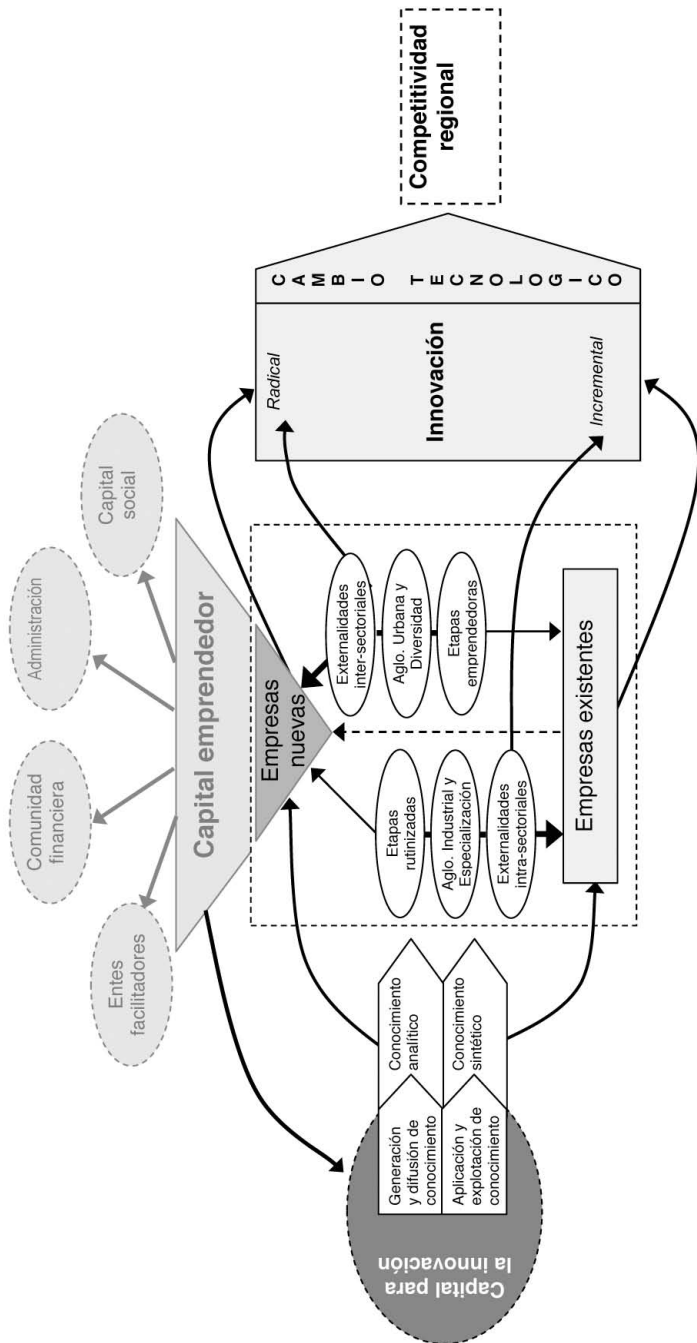 Entes
facilitadores
Comunidad
financiera
Administración
Capital
social
Capital emprendedor
Empresas
nuevas
Capital para
la innovación
Generación
y difusión de
conocimiento
Conocimiento
analítico
Aplicación y
explotación de
conocimiento
Conocimiento
sintético
Etapas
rutinizadas
Aglo. Industrial y
Especialización
Externalidades
intra-sectoriales
Externalidades
inter-sectoriales
Aglo. Urbana y
Diversidad
Etapas
emprendedoras
Empresas existentes
Radical
Innovación
Incremental
CAMBIO TECNOLOGICO
Competitividad
regional